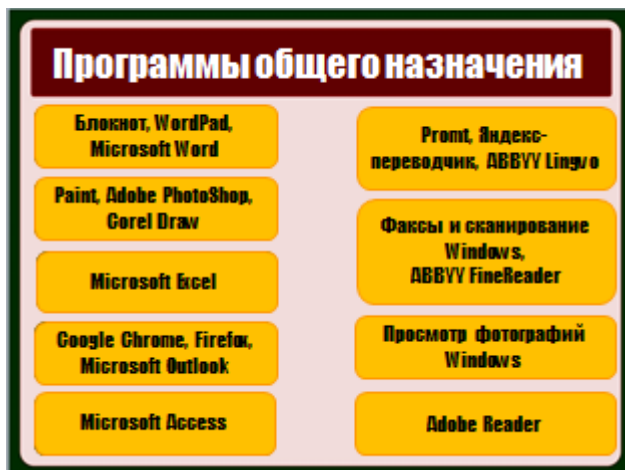 Программы общего назначения
Блокнот, WordPad,
Microsoft Word
Paint, Adobe PhotoShop,
Corel Draw
Microsoft Excel
Google Chrome, Firefox,
Microsoft Outlook
Microsoft Access
Promt, Яндекс-
переводчик, ABBYY Lingvo
Факсы и сканирование
Windows,
ABBYY FineReader
Просмотр фотографий
Windows
Adobe Reader